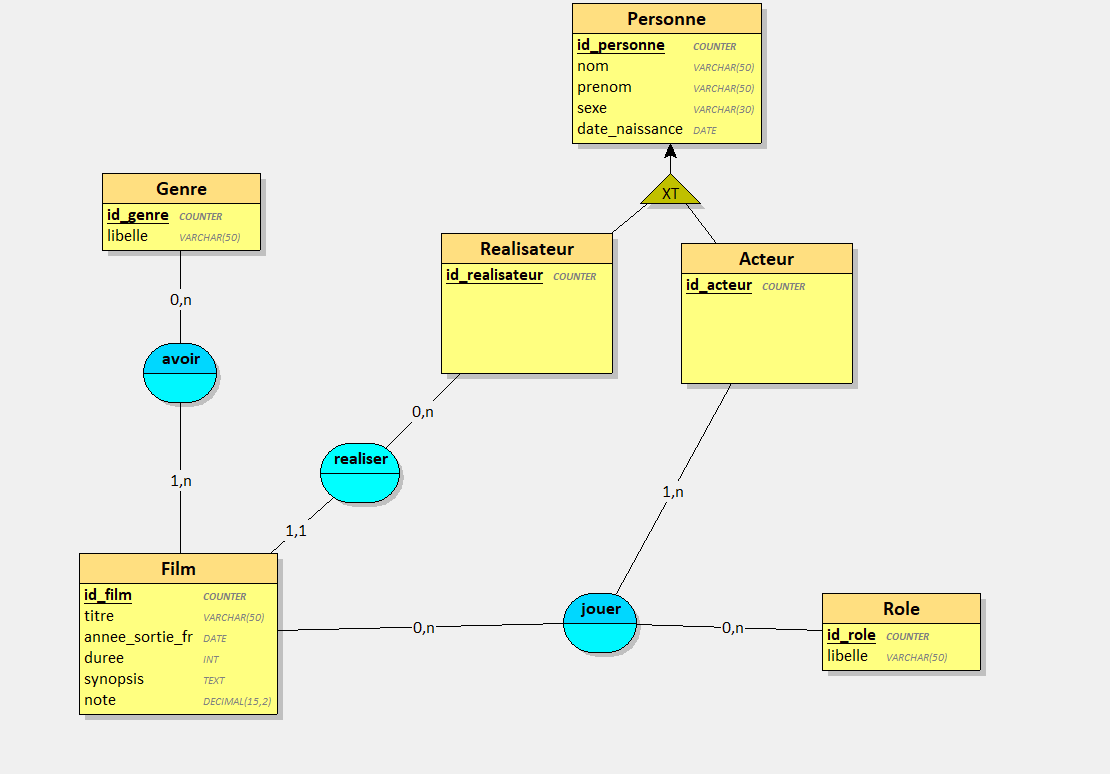 Personne
id_personne COUNTER
nom VARCHAR(50)
prenom VARCHAR(50)
sexe VARCHAR(30)
date_naissance DATE
XT
Genre
id_genre COUNTER
libelle VARCHAR(50)
Realisateur
id_realisateur COUNTER
Acteur
id_acteur COUNTER
0,n
avoir
0,n
realiser
1,n
1,n
1,1
Film
id_film COUNTER
titre VARCHAR(50)
annee_sortie_fr DATE
duree INT
synopsis TEXT
note DECIMAL(15,2)
0,n
jouer
0,n
Role
id_role COUNTER
libelle VARCHAR(50)